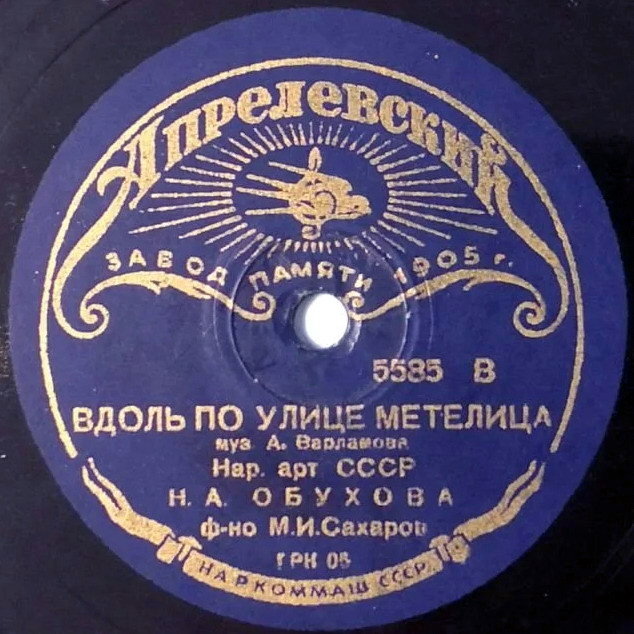 Апрелевский
ЗАВОД ПАМЯТИ 1905 г.
5585 В
ВДОЛЬ ПО УЛИЦЕ МЕТЕЛИЦА
муз А. Варламова
Нар. арт СССР
Н. А. ОБУХОВА
ф-но М.И.Сахаров
ГРК 06
НАРКОММАШ СССР.